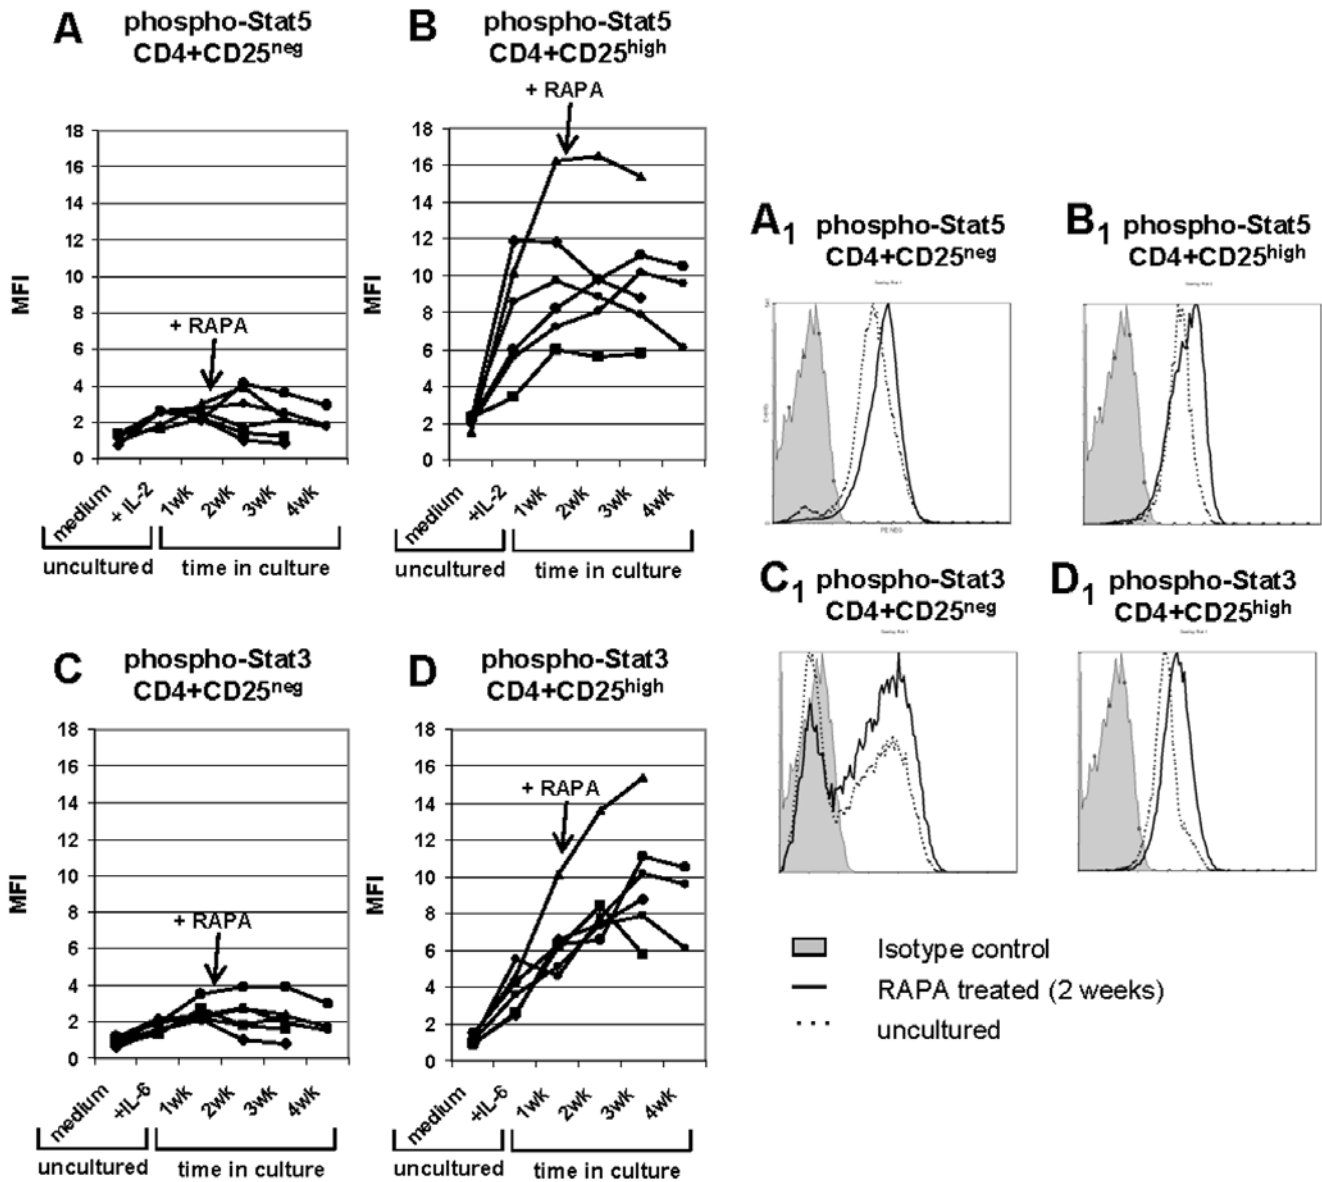 A phospho-Stat5
CD4+CD25neg
+ RAPA
18
16
14
12
10
8
6
4
2
0
MFI
medium
+ IL-2
1wk
2wk
3wk
4wk
uncultured
time in culture
B phospho-Stat5
CD4+CD25high
+ RAPA
18
16
14
12
10
8
6
4
2
0
MFI
medium
+IL-2
1wk
2wk
3wk
4wk
uncultured
time in culture
C phospho-Stat3
CD4+CD25neg
+ RAPA
18
16
14
12
10
8
6
4
2
0
MFI
medium
+IL-6
1wk
2wk
3wk
4wk
uncultured
time in culture
D phospho-Stat3
CD4+CD25high
+ RAPA
18
16
14
12
10
8
6
4
2
0
MFI
medium
+IL-6
1wk
2wk
3wk
4wk
uncultured
time in culture
A1 phospho-Stat5
CD4+CD25neg
B1 phospho-Stat5
CD4+CD25high
C1 phospho-Stat3
CD4+CD25neg
D1 phospho-Stat3
CD4+CD25high
Isotype control
RAPA treated (2 weeks)
uncultured